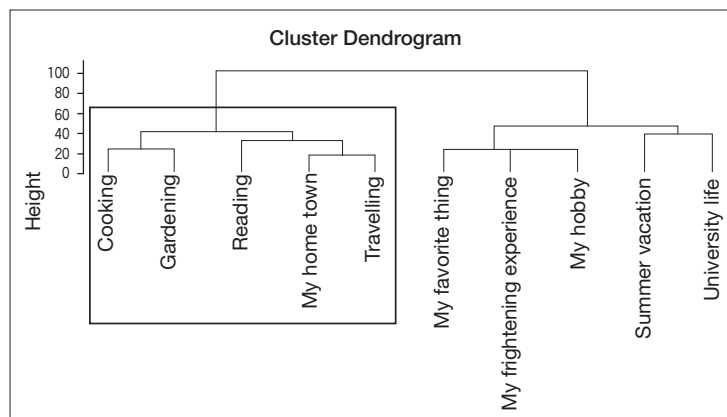 Cluster Dendrogram
Height
100
80
60
40
20
0
Cooking
Gardening
Reading
My home town
Travelling
My favorite thing
My frightening experience
My hobby
Summer vacation
University life